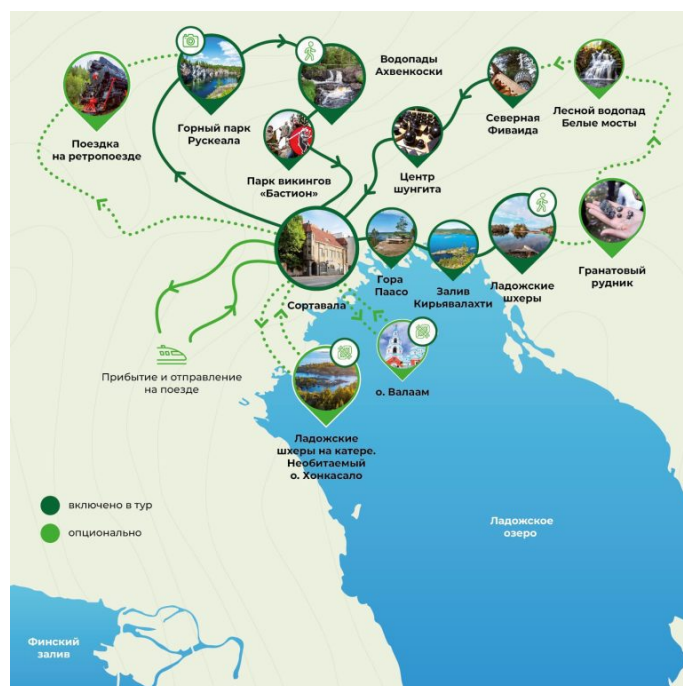 Поездка
на ретропоезде
Горный парк
Рускеала
Водопады
Ахвенкоски
Парк викингов
«Бастион»
Северная
Фиваида
Лесной водопад
Белые мосты
Центр
шунгита
Сортавала
Гора
Паасо
Залив
Кирьявалахти
Ладожские
шхеры
Гранатовый
рудник
Прибытие и отправление
на поезде
о. Валаам
Ладожские
шхеры на катере.
Необитаемый
о. Хонкасало
включено в тур
опционально
Ладожское
озеро
Финский
залив